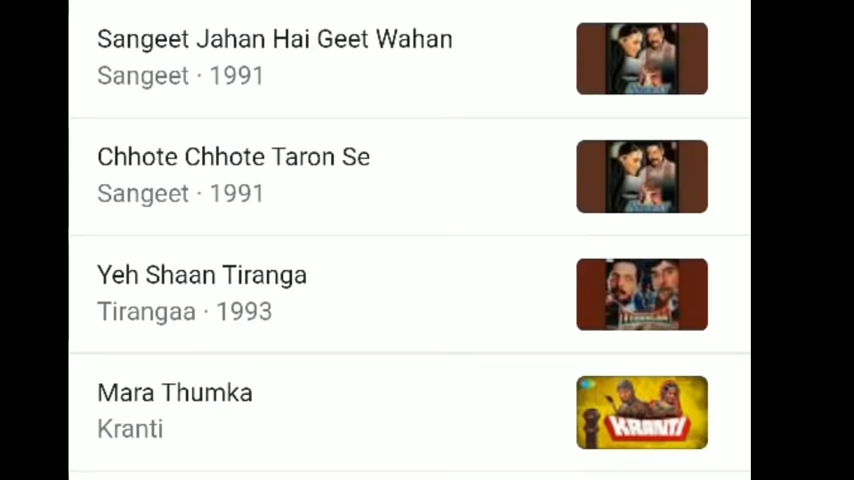 Sangeet Jahan Hai Geet Wahan
Sangeet · 1991
Chhote Chhote Taron Se
Sangeet · 1991
Yeh Shaan Tiranga
Tirangaa · 1993
Mara Thumka
Kranti
KRANTI